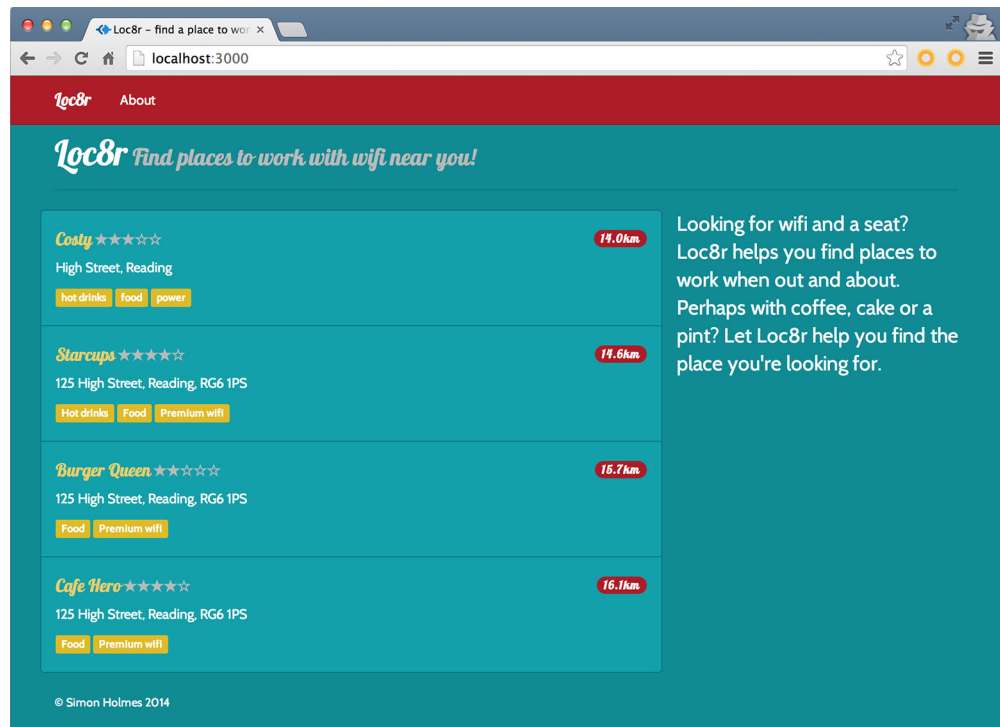 Loc8r - find a place to wor
localhost:3000
Loc8r About
Loc8r Find places to work with wifi near you!
Costy ★★★☆☆ 14.0km
High Street, Reading
hot drinks food power
Starcups ★★★★☆ 14.6km
125 High Street, Reading, RG6 1PS
Hot drinks Food Premium wifi
Burger Queen ★★☆☆☆ 15.7km
125 High Street, Reading, RG6 1PS
Food Premium wifi
Cafe Hero ★★★★☆ 16.1km
125 High Street, Reading, RG6 1PS
Food Premium wifi
Looking for wifi and a seat?
Loc8r helps you find places to
work when out and about.
Perhaps with coffee, cake or a
pint? Let Loc8r help you find the
place you're looking for.
© Simon Holmes 2014